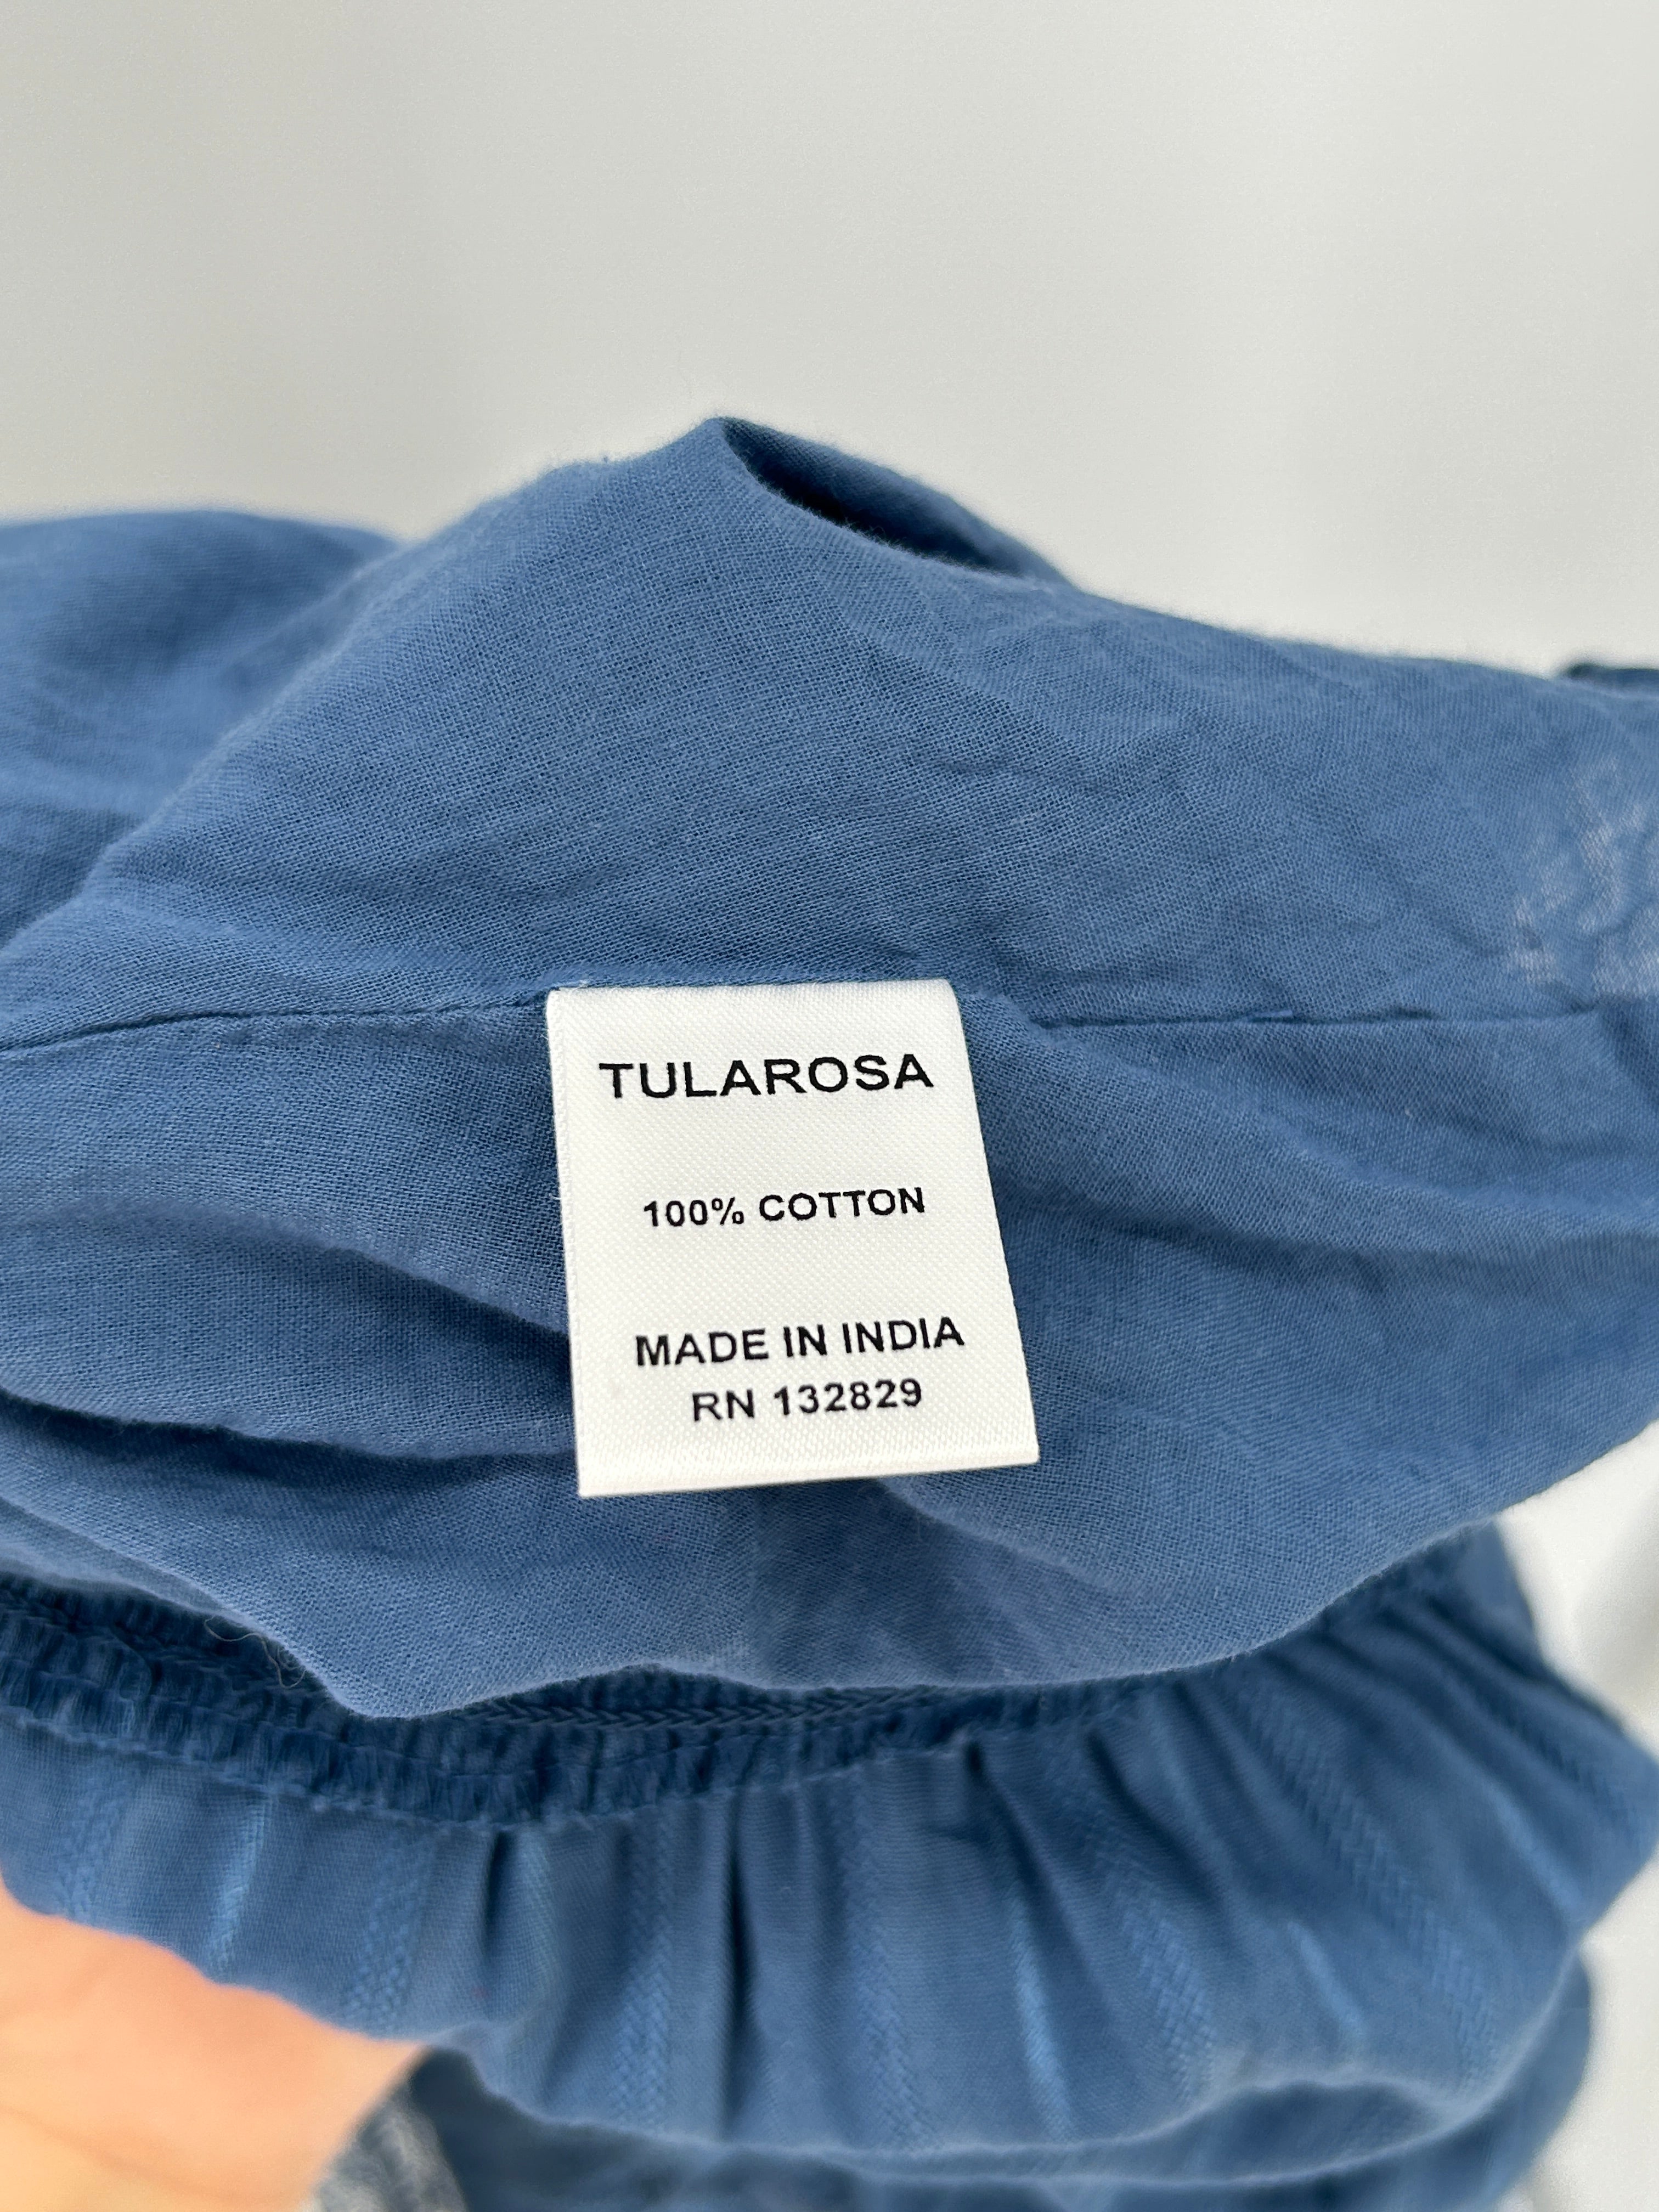 TULAROSA
100% COTTON
MADE IN INDIA
RN 132829